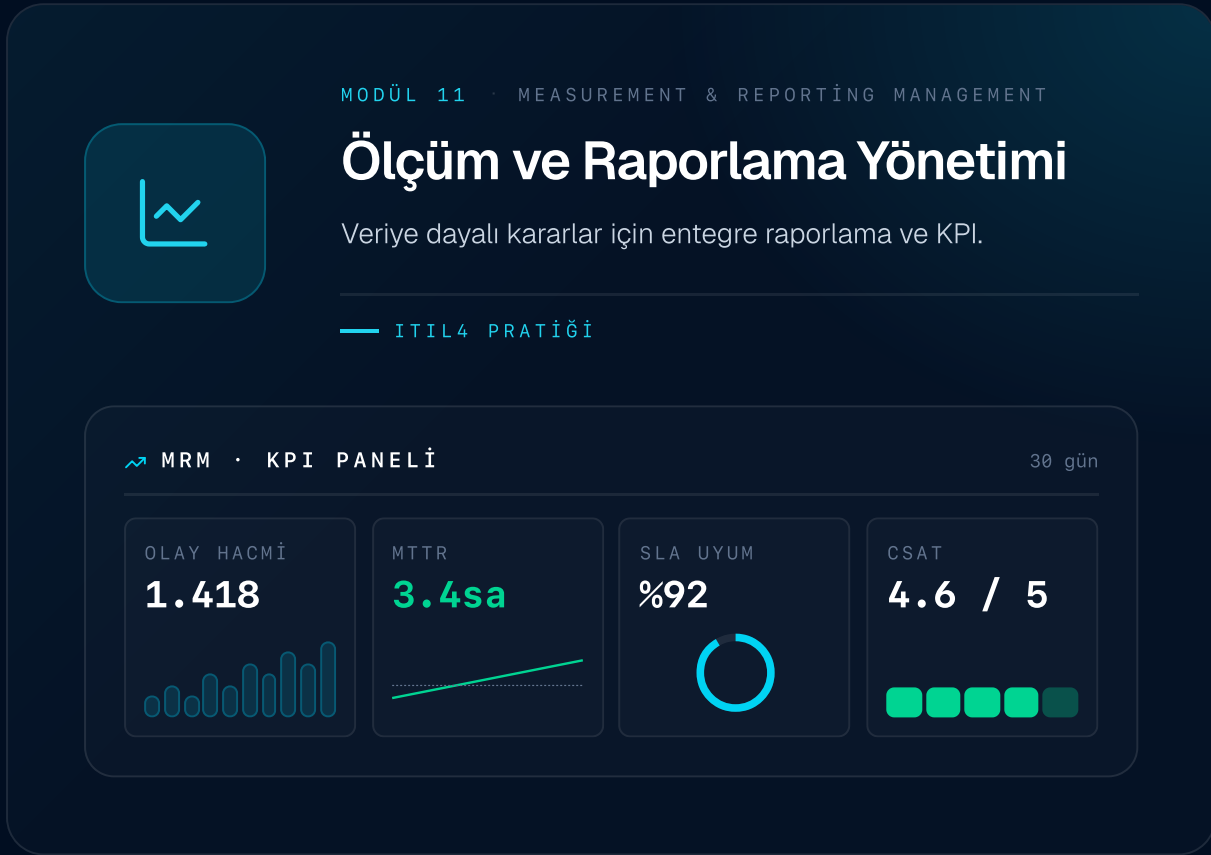 MODÜL 11 · MEASUREMENT & REPORTİNG MANAGEMENT
Ölçüm ve Raporlama Yönetimi
Veriye dayalı kararlar için entegre raporlama ve KPI.
ITIL4 PRATİĞİ
MRM · KPI PANELİ
30 gün
OLAY HACMİ
1.418
MTTR
3.4sa
SLA UYUM
%92
CSAT
4.6 / 5